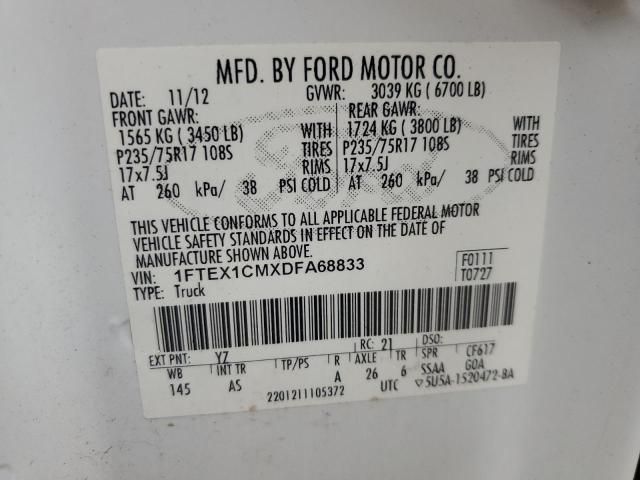 MFD. BY FORD MOTOR CO.
DATE: 11/12 GVWR: 3039 KG ( 6700 LB)
FRONT GAWR: REAR GAWR:
1565 KG ( 3450 LB) WITH 1724 KG ( 3800 LB) WITH
P235/75R17 108S TIRES P235/75R17 108S TIRES
17x7.5J RIMS 17x7.5J RIMS
AT 260 kPa/ 38 PSI COLD AT 260 kPa/ 38 PSI COLD
THIS VEHICLE CONFORMS TO ALL APPLICABLE FEDERAL MOTOR
VEHICLE SAFETY STANDARDS IN EFFECT ON THE DATE OF
MANUFACTURE SHOWN ABOVE.
VIN: 1FTEX1CMXDFA68833 F0111
TYPE: Truck T0727
EXT PNT: YZ RC: 21 DSO:
WB INT TR TP/PS R AXLE TR SPR CF617
145 AS A 26 6 SSAA GOA
2201211105372 UTC ▽5U5A-1520472-BA